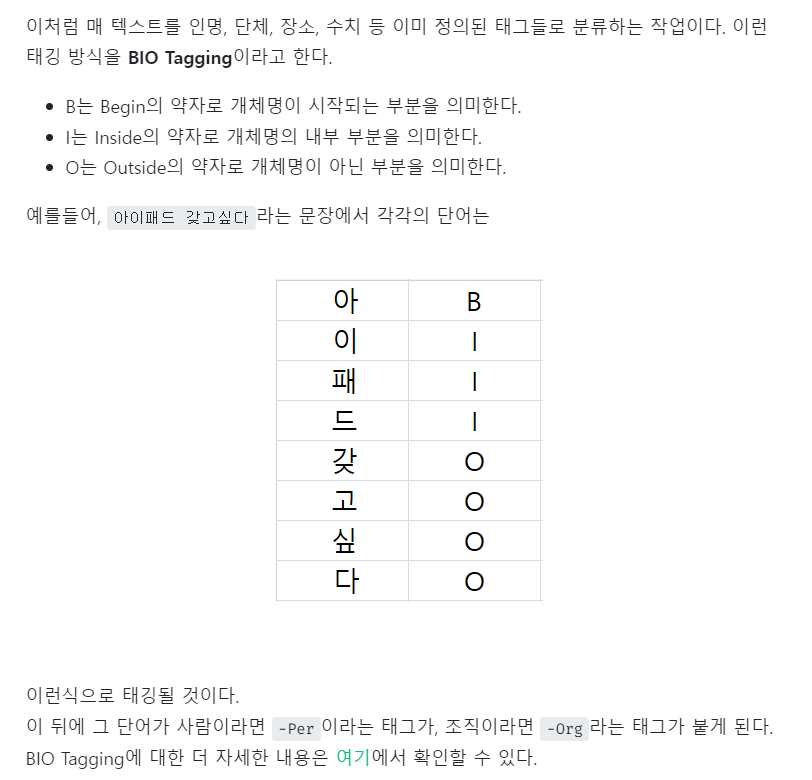 이처럼 매 텍스트를 인명, 단체, 장소, 수치 등 이미 정의된 태그들로 분류하는 작업이다. 이런
태깅 방식을 BIO Tagging이라고 한다.
• B는 Begin의 약자로 개체명이 시작되는 부분을 의미한다.
• I는 Inside의 약자로 개체명의 내부 부분을 의미한다.
• O는 Outside의 약자로 개체명이 아닌 부분을 의미한다.
예를들어, 아이패드 갖고싶다 라는 문장에서 각각의 단어는
아 B
이 I
패 I
드 I
갖 O
고 O
싶 O
다 O
이런식으로 태깅될 것이다.
이 뒤에 그 단어가 사람이라면 -Per 이라는 태그가, 조직이라면 -Org 라는 태그가 붙게 된다.
BIO Tagging에 대한 더 자세한 내용은 여기에서 확인할 수 있다.